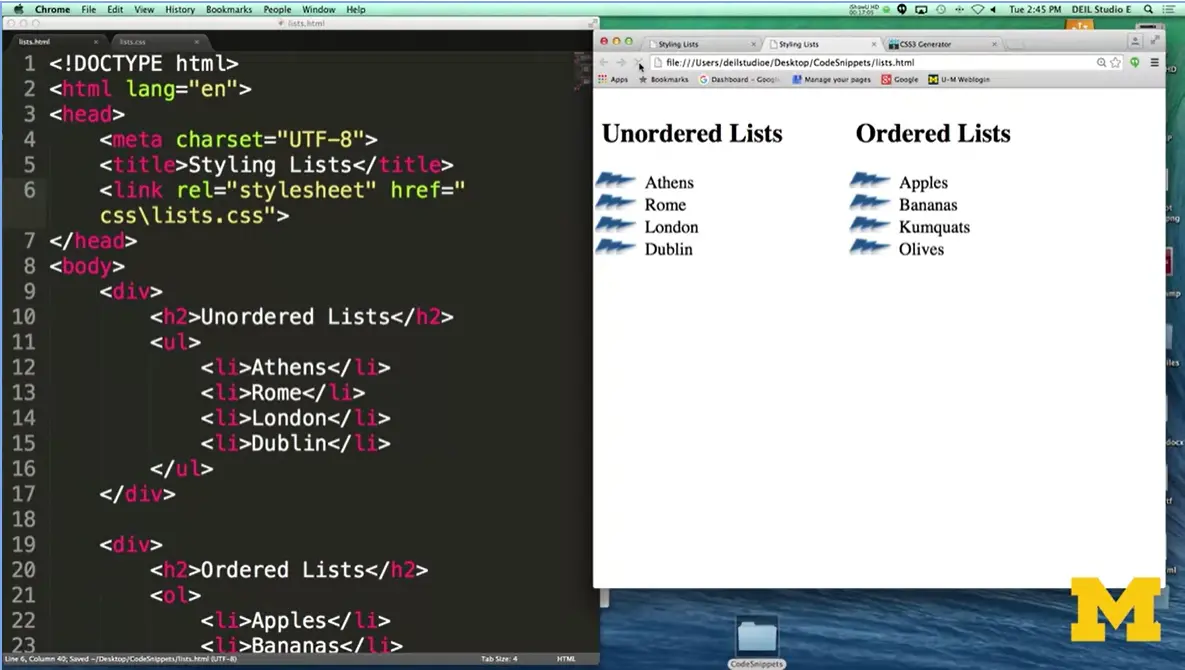 Chrome File Edit View History Bookmarks People Window Help
iShowU HD
00:17:05
Tue 2:45 PM DEIL Studio E
lists.html
lists.html
lists.css
1 <!DOCTYPE html>
2 <html lang="en">
3 <head>
4 <meta charset="UTF-8">
5 <title>Styling Lists</title>
6 <link rel="stylesheet" href="
css\lists.css">
7 </head>
8 <body>
9 <div>
10 <h2>Unordered Lists</h2>
11 <ul>
12 <li>Athens</li>
13 <li>Rome</li>
14 <li>London</li>
15 <li>Dublin</li>
16 </ul>
17 </div>
18
19 <div>
20 <h2>Ordered Lists</h2>
21 <ol>
22 <li>Apples</li>
23 <li>Bananas</li>
Line 6, Column 40; Saved ~/Desktop/CodeSnippets/lists.html (UTF-8)
Tab Size: 4
HTML
Styling Lists
Styling Lists
CSS3 Generator
file:///Users/deilstudioe/Desktop/CodeSnippets/lists.html
Apps
Bookmarks
Dashboard – Googl
Manage your pages
Google
U-M Weblogin
Unordered Lists
Athens
Rome
London
Dublin
Ordered Lists
Apples
Bananas
Kumquats
Olives
CodeSnippets
M